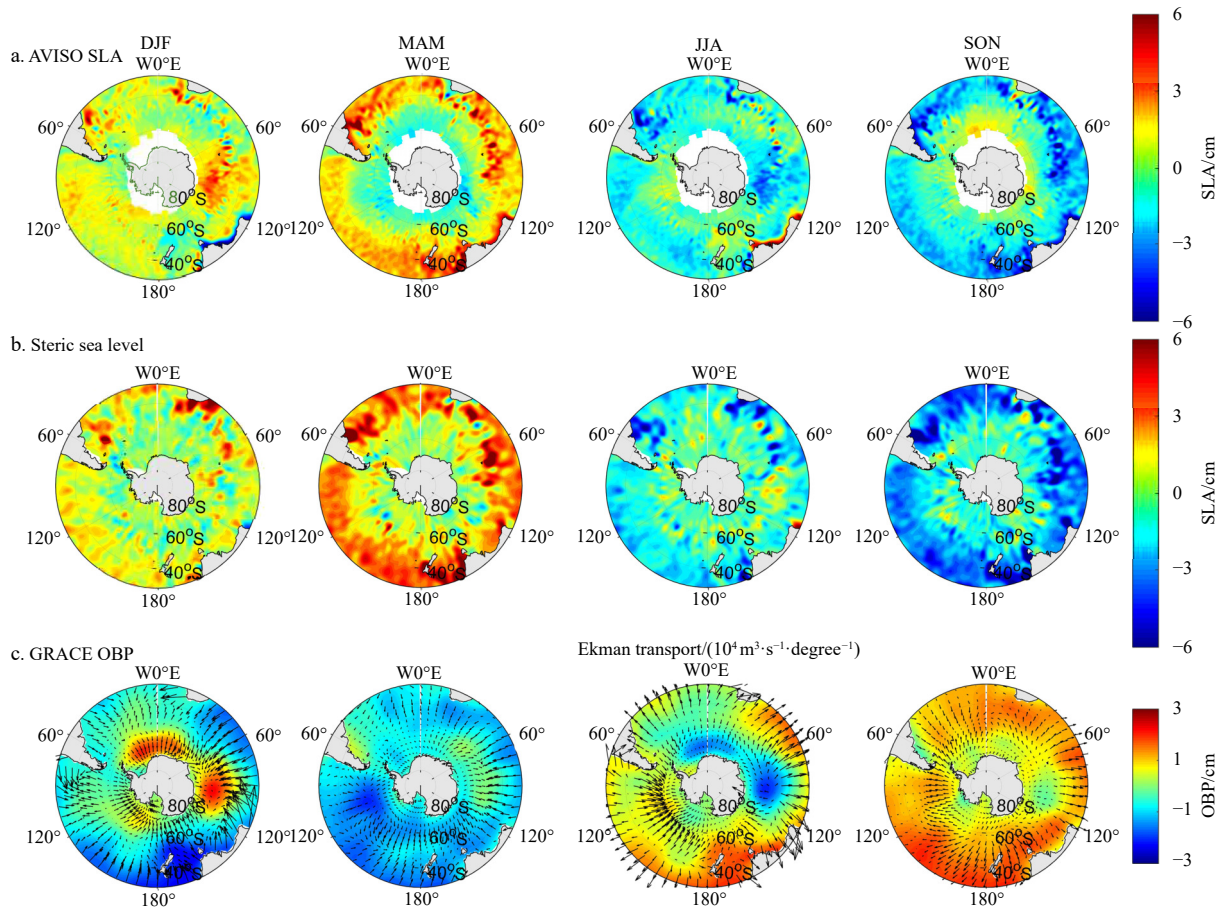 DJF MAM JJA SON
a. AVISO SLA W0°E W0°E W0°E W0°E
60° 60° 60° 60° 60° 60° 60° 60°
80°S 80°S 80°S 80°S
120° 60°S 120° 120° 60°S 120° 120° 60°S 120° 120° 60°S 120°
40°S 40°S 40°S 40°S
180° 180° 180° 180°
6
3
0
−3
−6
SLA/cm
b. Steric sea level
W0°E W0°E W0°E W0°E
60° 60° 60° 60° 60° 60° 60° 60°
80°S 80°S 80°S 80°S
120° 60°S 120° 120° 60°S 120° 120° 60°S 120° 120° 60°S 120°
40°S 40°S 40°S 40°S
180° 180° 180° 180°
6
3
0
−3
−6
SLA/cm
c. GRACE OBP Ekman transport/(10⁴ m³·s⁻¹·degree⁻¹)
W0°E W0°E W0°E W0°E
60° 60° 60° 60° 60° 60° 60° 60°
80°S 80°S 80°S 80°S
120° 60°S 120° 120° 60°S 120° 120° 60°S 120° 120° 60°S 120°
40°S 40°S 40°S 40°S
180° 180° 180° 180°
3
1
−1
−3
OBP/cm